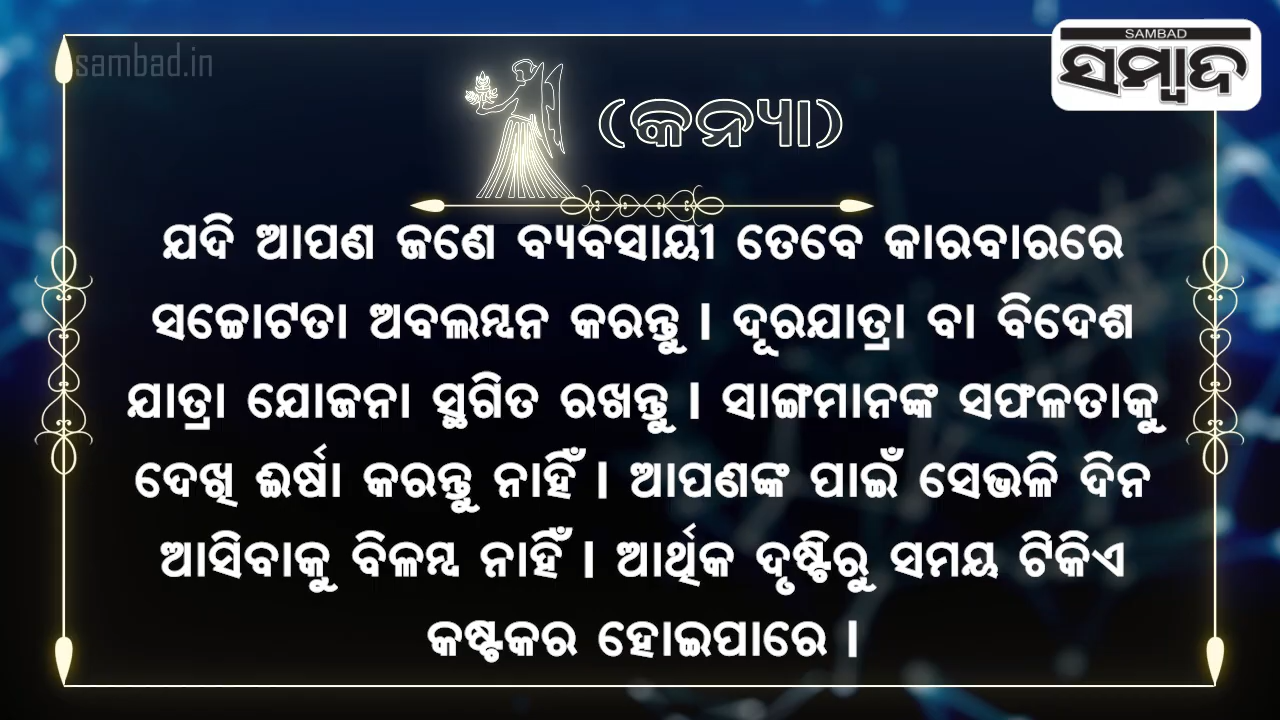 sambad.in
SAMBAD
ସମ୍ବାଦ
(କନ୍ୟା)
ଯଦି ଆପଣ ଜଣେ ବ୍ୟବସାୟୀ ତେବେ କାରବାରରେ
ସଚ୍ଚୋଟତା ଅବଲମ୍ବନ କରନ୍ତୁ ।  ଦୂରଯାତ୍ରା ବା ବିଦେଶ
ଯାତ୍ରା ଯୋଜନା ସ୍ଥଗିତ ରଖନ୍ତୁ । ସାଙ୍ଗମାନଙ୍କ ସଫଳତାକୁ
ଦେଖି ଈର୍ଷା କରନ୍ତୁ ନାହିଁ । ଆପଣଙ୍କ ପାଇଁ ସେଭଳି ଦିନ
ଆସିବାକୁ ବିଳମ୍ବ ନାହିଁ । ଆର୍ଥିକ ଦୃଷ୍ଟିରୁ ସମୟ ଟିକିଏ
କଷ୍ଟକର ହୋଇପାରେ ।